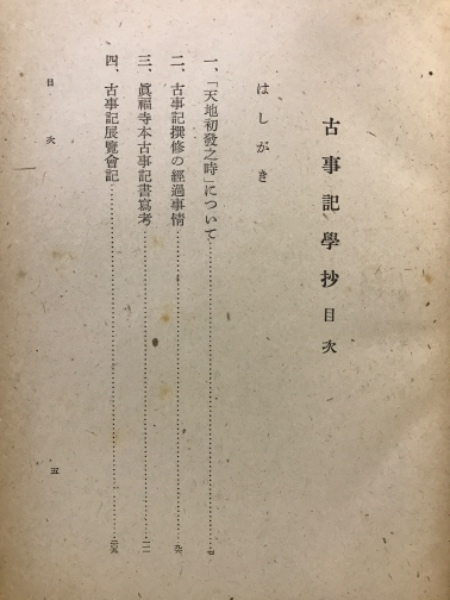 古事記學抄目次
はしがき
一、「天地初發之時」について
二、古事記撰修の經過事情
三、眞福寺本古事記書寫考
四、古事記展覽會記
目次
五